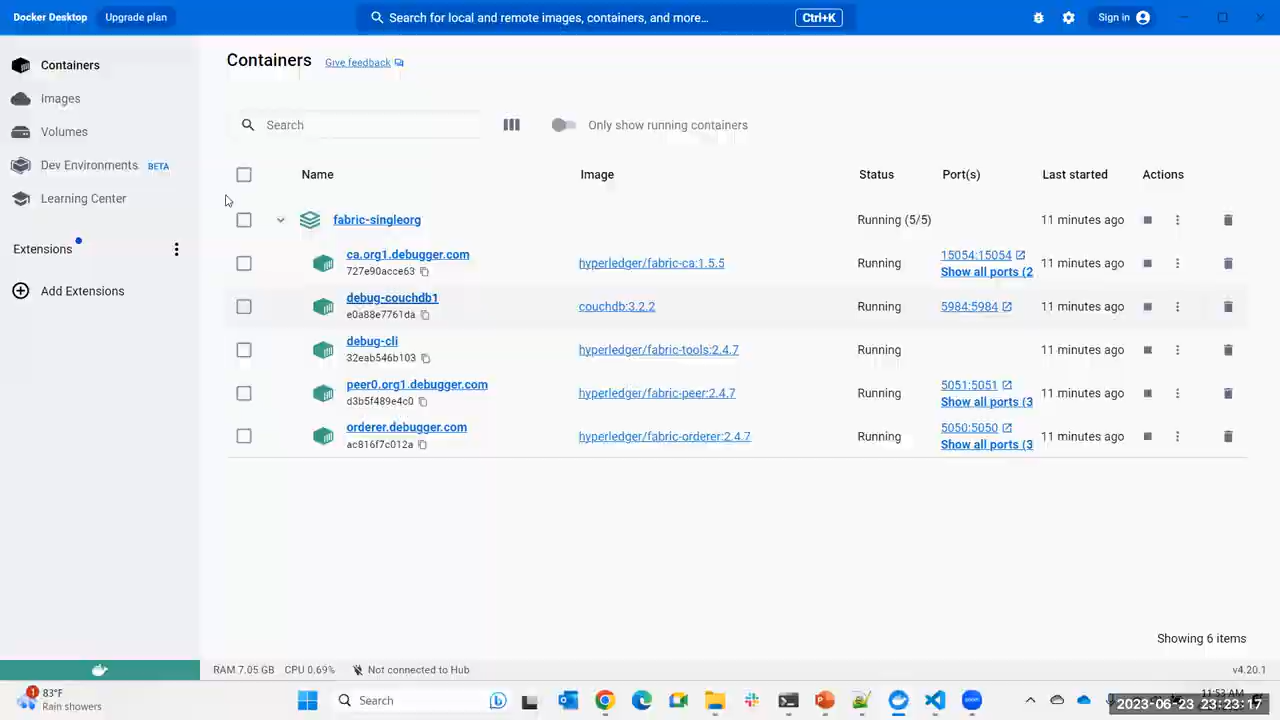 Docker Desktop Upgrade plan Search for local and remote images, containers, and more... Ctrl+K Sign in
Containers Give feedback
Containers
Images
Volumes
Dev Environments BETA
Learning Center
Extensions
Add Extensions
Search Only show running containers
Name Image Status Port(s) Last started Actions
fabric-singleorg Running (5/5) 11 minutes ago
ca.org1.debugger.com hyperledger/fabric-ca:1.5.5 Running 15054:15054 11 minutes ago
727e90acce63 Show all ports (2
debug-couchdb1 couchdb:3.2.2 Running 5984:5984 11 minutes ago
e0a88e7761da
debug-cli hyperledger/fabric-tools:2.4.7 Running 11 minutes ago
32eab546b103
peer0.org1.debugger.com hyperledger/fabric-peer:2.4.7 Running 5051:5051 11 minutes ago
d3b5f489e4c0 Show all ports (3
orderer.debugger.com hyperledger/fabric-orderer:2.4.7 Running 5050:5050 11 minutes ago
ac816f7c012a Show all ports (3
Showing 6 items
RAM 7.05 GB CPU 0.69% Not connected to Hub v4.20.1
1 83°F
Rain showers
Search
zoom
11:53 AM
2023-06-23 23:23:17